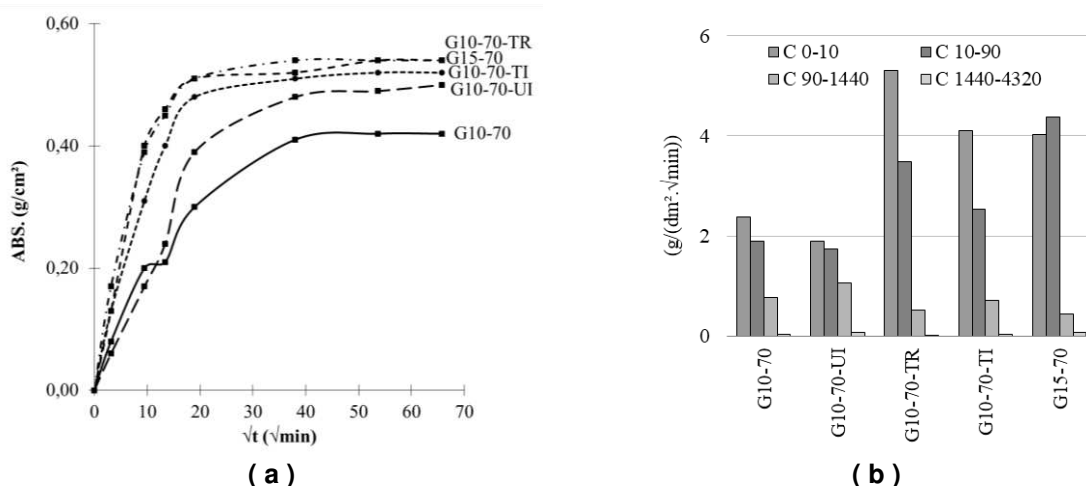 G10-70-TR
G15-70
G10-70-TI
G10-70-UI
G10-70
0,60
0,40
0,20
0,00
ABS. (g/cm²)
0 10 20 30 40 50 60 70
√t (√min)
( a )
C 0-10 C 10-90
C 90-1440 C 1440-4320
6
4
2
0
(g/(dm².√min))
G10-70
G10-70-UI
G10-70-TR
G10-70-TI
G15-70
( b )